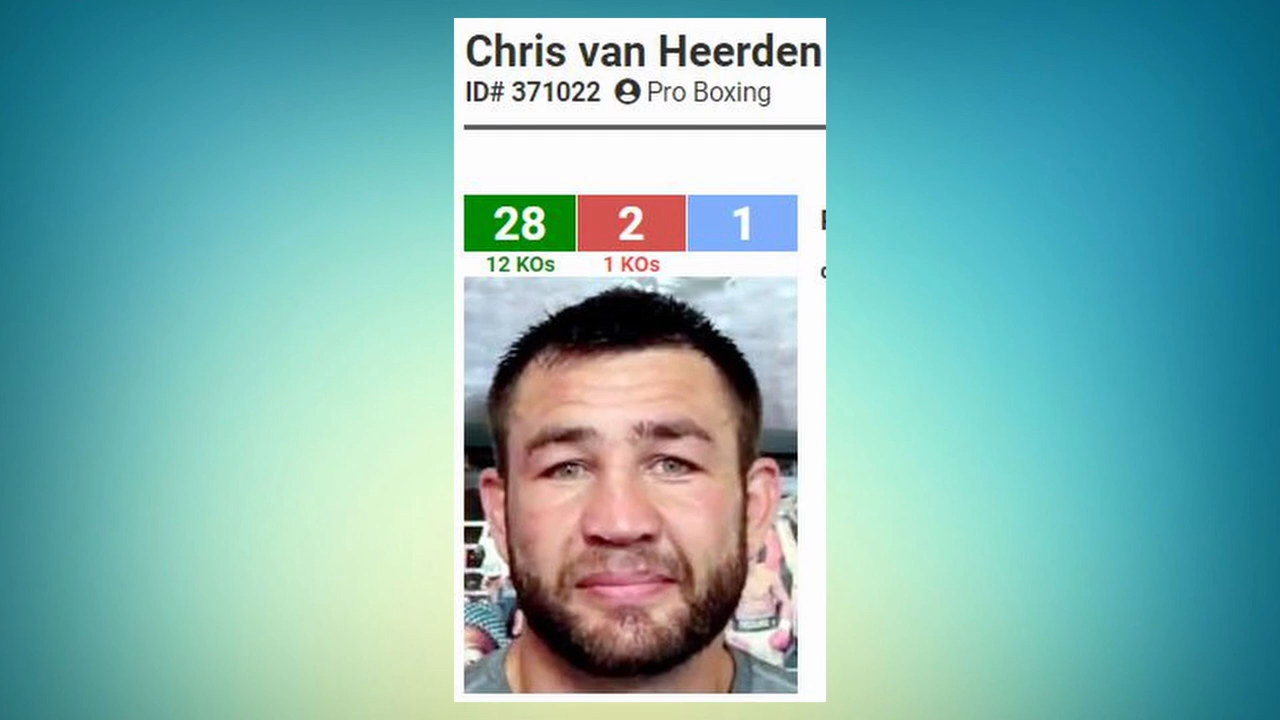 Chris van Heerden
ID# 371022 Pro Boxing
28 2 1
12 KOs 1 KOs